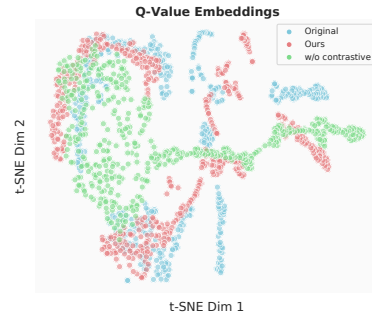 Q-Value Embeddings
Original
Ours
w/o contrastive
t-SNE Dim 2
t-SNE Dim 1